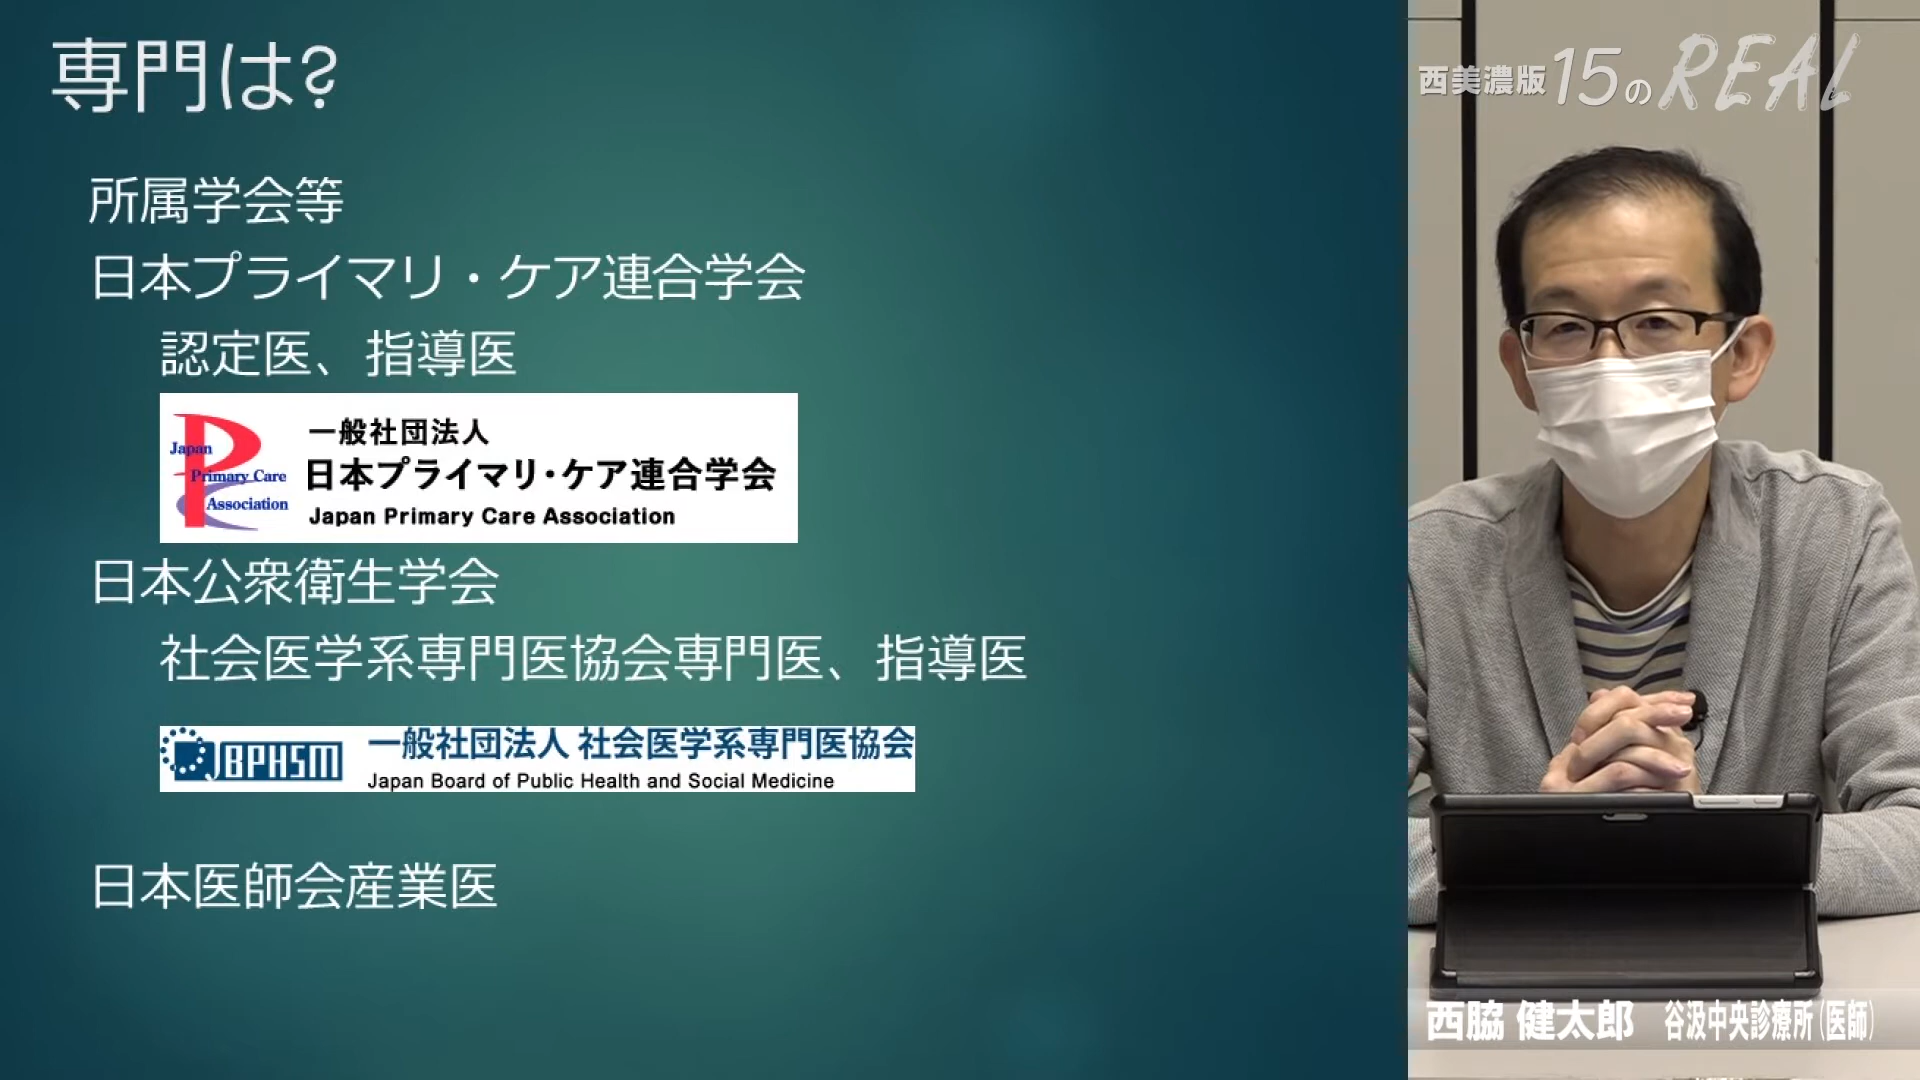 専門は?
所属学会等
日本プライマリ・ケア連合学会
認定医、指導医
Japan
Primary Care
Association
一般社団法人
日本プライマリ・ケア連合学会
Japan Primary Care Association
日本公衆衛生学会
社会医学系専門医協会専門医、指導医
JBPHSM
一般社団法人 社会医学系専門医協会
Japan Board of Public Health and Social Medicine
日本医師会産業医
西美濃版15のREAL
西脇 健太郎 谷汲中央診療所(医師)